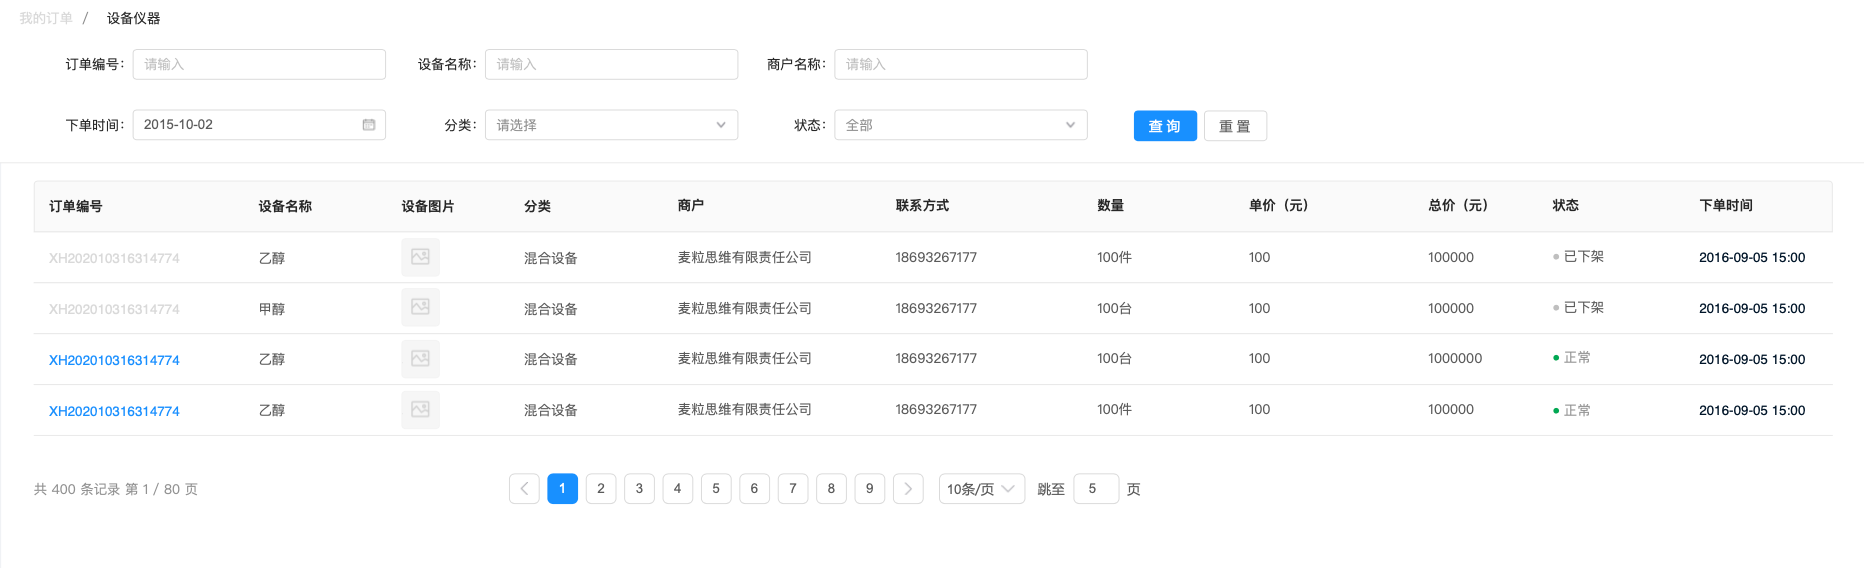 我的订单 / 设备仪器
订单编号: 请输入 设备名称: 请输入 商户名称: 请输入
下单时间: 2015-10-02 分类: 请选择 状态: 全部 查 询 重 置
订单编号 设备名称 设备图片 分类 商户 联系方式 数量 单价（元） 总价（元） 状态 下单时间
XH202010316314774 乙醇 混合设备 麦粒思维有限责任公司 18693267177 100件 100 100000 已下架 2016-09-05 15:00
XH202010316314774 甲醇 混合设备 麦粒思维有限责任公司 18693267177 100台 100 100000 已下架 2016-09-05 15:00
XH202010316314774 乙醇 混合设备 麦粒思维有限责任公司 18693267177 100台 100 1000000 正常 2016-09-05 15:00
XH202010316314774 乙醇 混合设备 麦粒思维有限责任公司 18693267177 100件 100 100000 正常 2016-09-05 15:00
共 400 条记录 第 1 / 80 页 1 2 3 4 5 6 7 8 9 10条/页 跳至 5 页